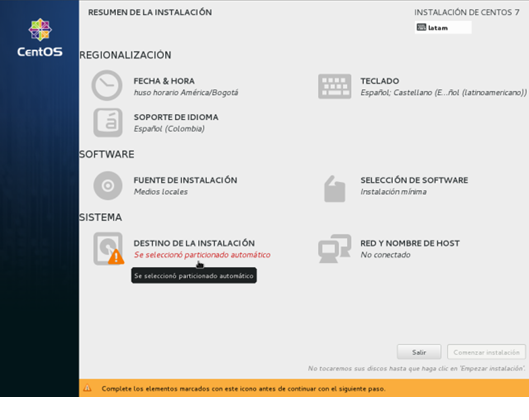 RESUMEN DE LA INSTALACIÓN
INSTALACIÓN DE CENTOS 7
latam
CentOS
REGIONALIZACIÓN
FECHA & HORA
huso horario América/Bogotá
TECLADO
Español; Castellano (E...ñol (latinoamericano))
SOPORTE DE IDIOMA
Español (Colombia)
SOFTWARE
FUENTE DE INSTALACIÓN
Medios locales
SELECCIÓN DE SOFTWARE
Instalación mínima
SISTEMA
DESTINO DE LA INSTALACIÓN
Se seleccionó particionado automático
RED Y NOMBRE DE HOST
No conectado
Se seleccionó particionado automático
Salir
Comenzar instalación
No tocaremos sus discos hasta que haga clic en 'Empezar instalación'.
Complete los elementos marcados con este icono antes de continuar con el siguiente paso.